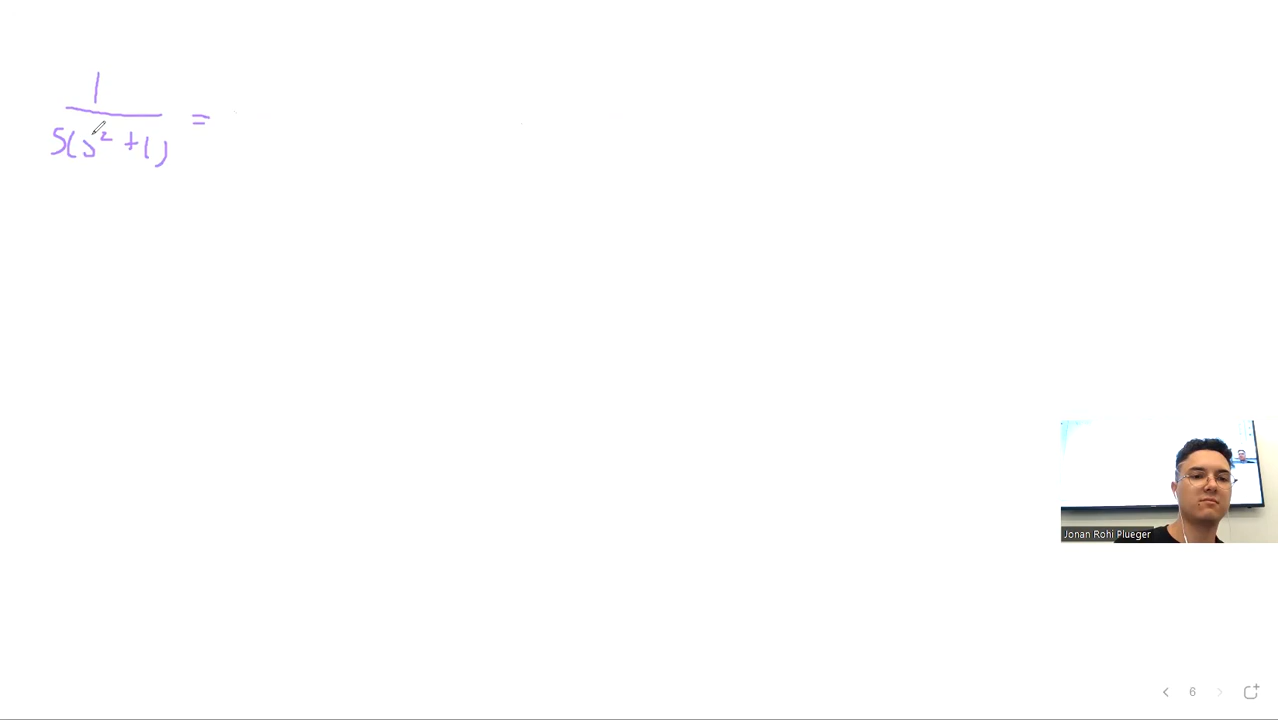 1
S(s² + 1) =
Jonan Rohi Plueger
6